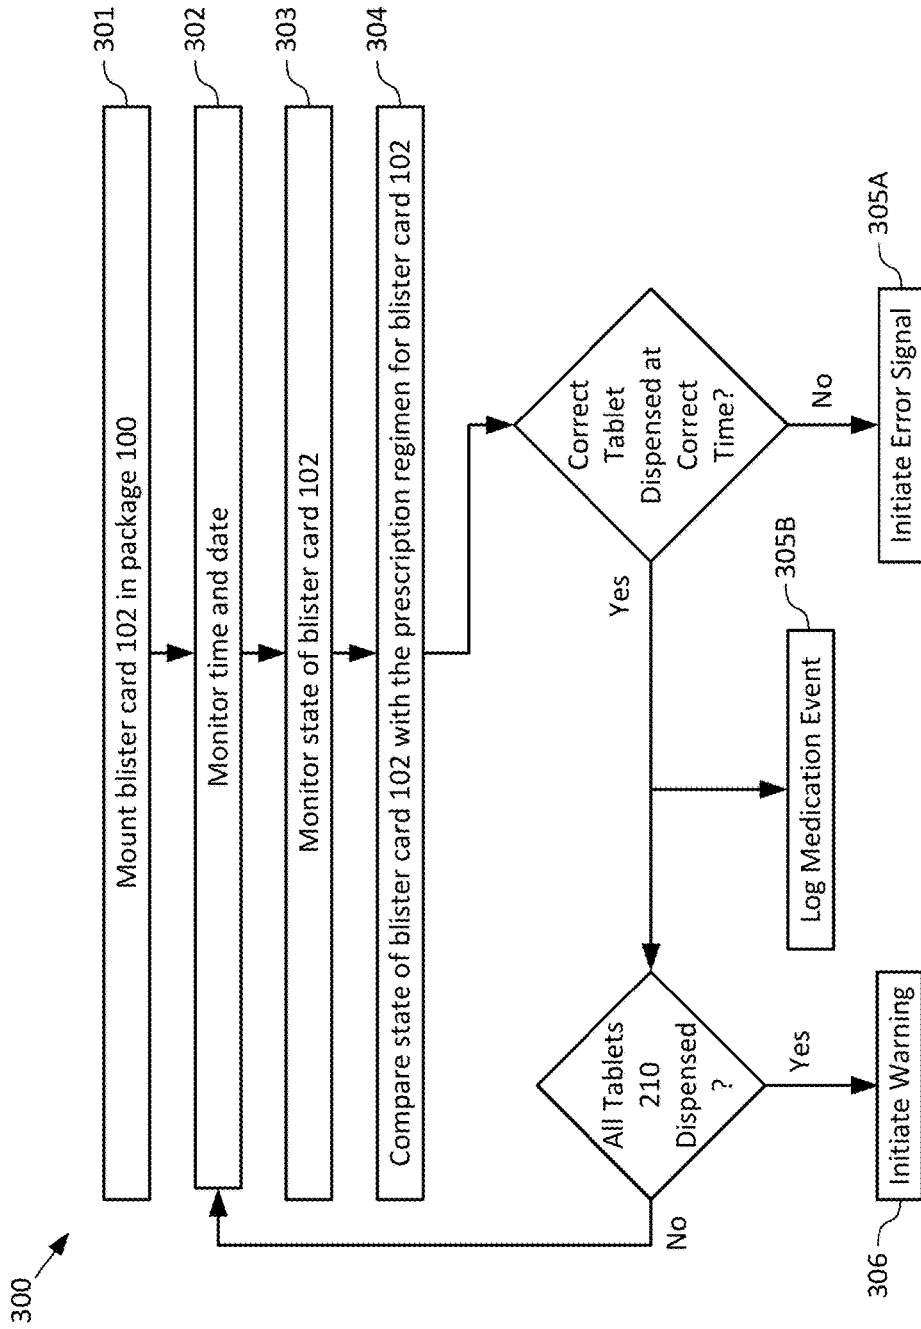 300
Mount blister card 102 in package 100
301
Monitor time and date
302
Monitor state of blister card 102
303
Compare state of blister card 102 with the prescription regimen for blister card 102
304
Correct
Tablet
Dispensed at
Correct
Time?
Yes
No
Initiate Error Signal
305A
Log Medication Event
305B
All Tablets
210
Dispensed
?
No
Yes
Initiate Warning
306